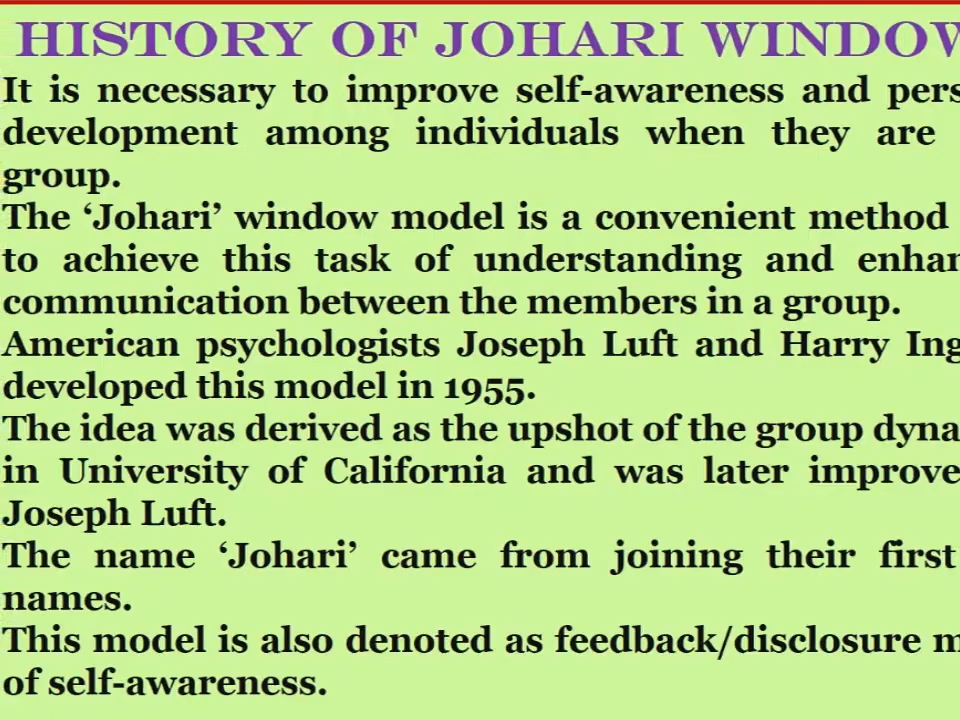 HISTORY OF JOHARI WINDOW
It is necessary to improve self-awareness and pers
development among individuals when they are
group.
The ‘Johari’ window model is a convenient method
to achieve this task of understanding and enhan
communication between the members in a group.
American psychologists Joseph Luft and Harry Ing
developed this model in 1955.
The idea was derived as the upshot of the group dyna
in University of California and was later improve
Joseph Luft.
The name ‘Johari’ came from joining their first
names.
This model is also denoted as feedback/disclosure m
of self-awareness.